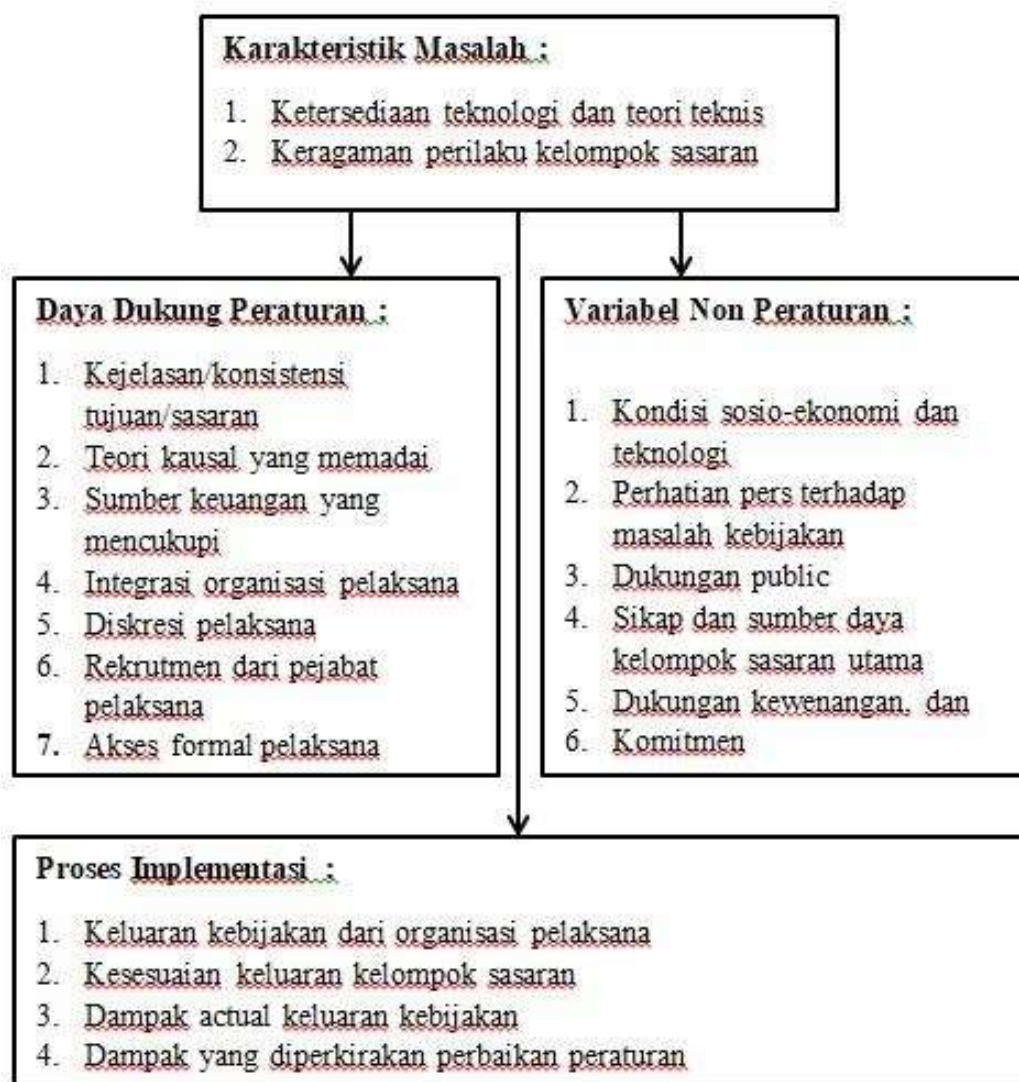 Karakteristik Masalah :
1. Ketersediaan teknologi dan teori teknis
2. Keragaman perilaku kelompok sasaran
Daya Dukung Peraturan :
1. Kejelasan/konsistensi
tujuan/sasaran
2. Teori kausal yang memadai
3. Sumber keuangan yang
mencukupi
4. Integrasi organisasi pelaksana
5. Diskresi pelaksana
6. Rekrutmen dari pejabat
pelaksana
7. Akses formal pelaksana
Variabel Non Peraturan :
1. Kondisi sosio-ekonomi dan
teknologi
2. Perhatian pers terhadap
masalah kebijakan
3. Dukungan public
4. Sikap dan sumber daya
kelompok sasaran utama
5. Dukungan kewenangan, dan
6. Komitmen
Proses Implementasi :
1. Keluaran kebijakan dari organisasi pelaksana
2. Kesesuaian keluaran kelompok sasaran
3. Dampak actual keluaran kebijakan
4. Dampak yang diperkirakan perbaikan peraturan